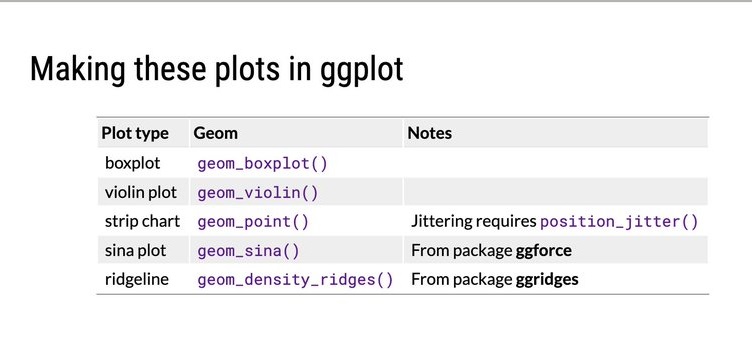 Making these plots in ggplot
Plot type Geom Notes
boxplot geom_boxplot()
violin plot geom_violin()
strip chart geom_point() Jittering requires position_jitter()
sina plot geom_sina() From package ggforce
ridgeline geom_density_ridges() From package ggridges